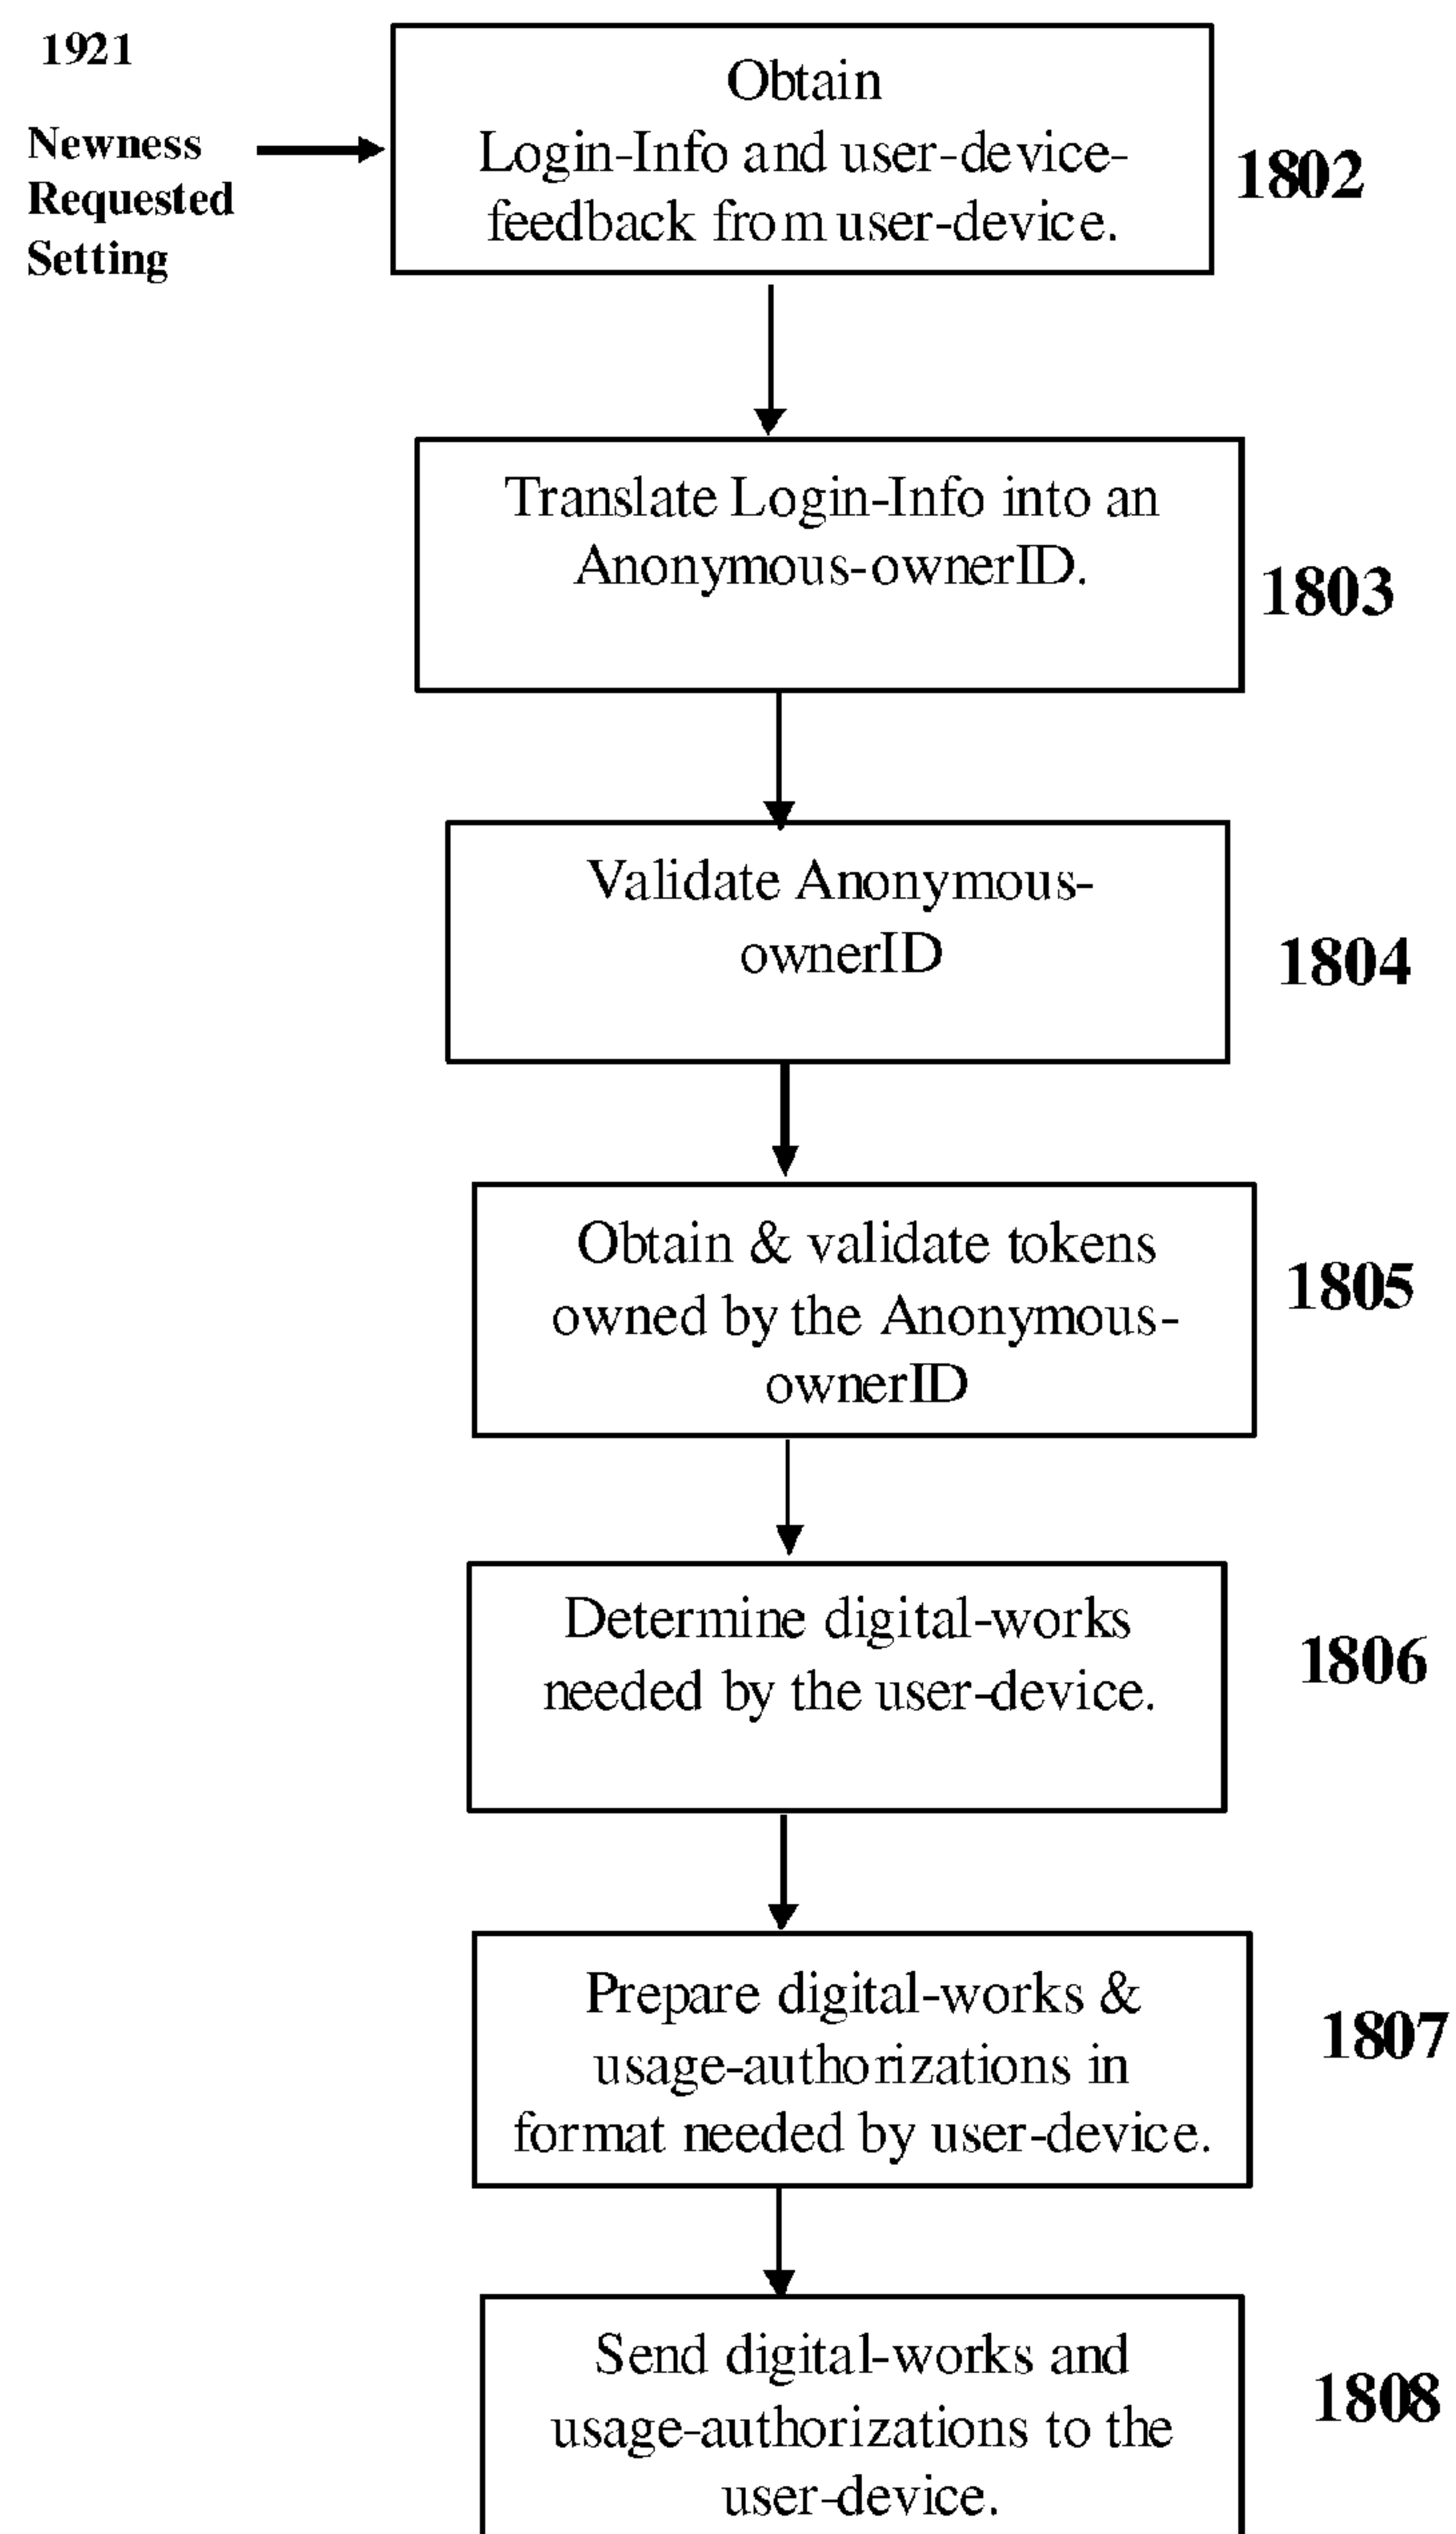 1921
Newness
Requested
Setting
Obtain
Login-Info and user-device-
feedback from user-device.
1802
Translate Login-Info into an
Anonymous-ownerID.
1803
Validate Anonymous-
ownerID
1804
Obtain & validate tokens
owned by the Anonymous-
ownerID
1805
Determine digital-works
needed by the user-device.
1806
Prepare digital-works &
usage-authorizations in
format needed by user-device.
1807
Send digital-works and
usage-authorizations to the
user-device.
1808